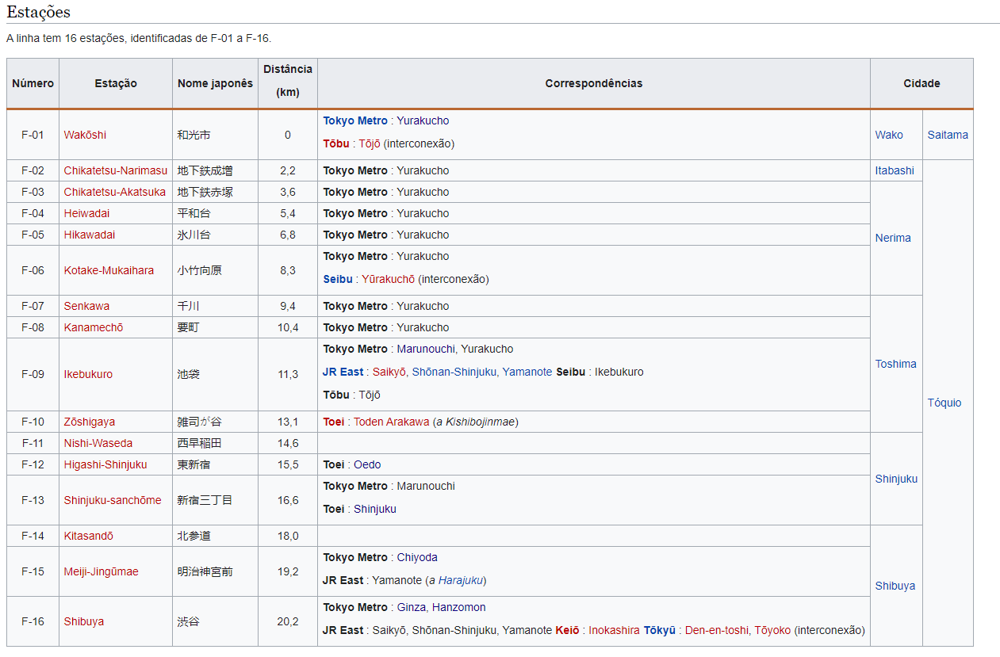 Estações
A linha tem 16 estações, identificadas de F-01 a F-16.
Número Estação Nome japonês Distância (km) Correspondências Cidade
F-01 Wakōshi 和光市 0 Tokyo Metro : Yurakucho
Tōbu : Tōjō (interconexão) Wako Saitama
F-02 Chikatetsu-Narimasu 地下鉄成増 2,2 Tokyo Metro : Yurakucho Itabashi Tóquio
F-03 Chikatetsu-Akatsuka 地下鉄赤塚 3,6 Tokyo Metro : Yurakucho Nerima
F-04 Heiwadai 平和台 5,4 Tokyo Metro : Yurakucho
F-05 Hikawadai 氷川台 6,8 Tokyo Metro : Yurakucho
F-06 Kotake-Mukaihara 小竹向原 8,3 Tokyo Metro : Yurakucho
Seibu : Yūrakuchō (interconexão)
F-07 Senkawa 千川 9,4 Tokyo Metro : Yurakucho Toshima
F-08 Kanamechō 要町 10,4 Tokyo Metro : Yurakucho
F-09 Ikebukuro 池袋 11,3 Tokyo Metro : Marunouchi, Yurakucho
JR East : Saikyō, Shōnan-Shinjuku, Yamanote Seibu : Ikebukuro
Tōbu : Tōjō
F-10 Zōshigaya 雑司が谷 13,1 Toei : Toden Arakawa (a Kishibojinmae)
F-11 Nishi-Waseda 西早稲田 14,6 Shinjuku
F-12 Higashi-Shinjuku 東新宿 15,5 Toei : Oedo
F-13 Shinjuku-sanchōme 新宿三丁目 16,6 Tokyo Metro : Marunouchi
Toei : Shinjuku
F-14 Kitasandō 北参道 18,0 Shibuya
F-15 Meiji-Jingūmae 明治神宮前 19,2 Tokyo Metro : Chiyoda
JR East : Yamanote (a Harajuku)
F-16 Shibuya 渋谷 20,2 Tokyo Metro : Ginza, Hanzomon
JR East : Saikyō, Shōnan-Shinjuku, Yamanote Keiō : Inokashira Tōkyū : Den-en-toshi, Tōyoko (interconexão)